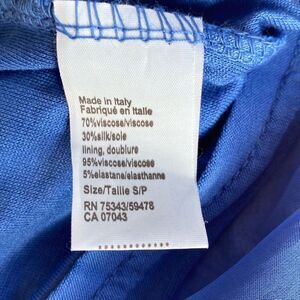 Made in Italy
Fabriqué en Italie
70%viscose/viscose
30%silk/soie
lining, doublure
95%viscose/viscose
5%elastane/elasthanne
Size/Taille S/P
RN 75343/59476
CA 07043